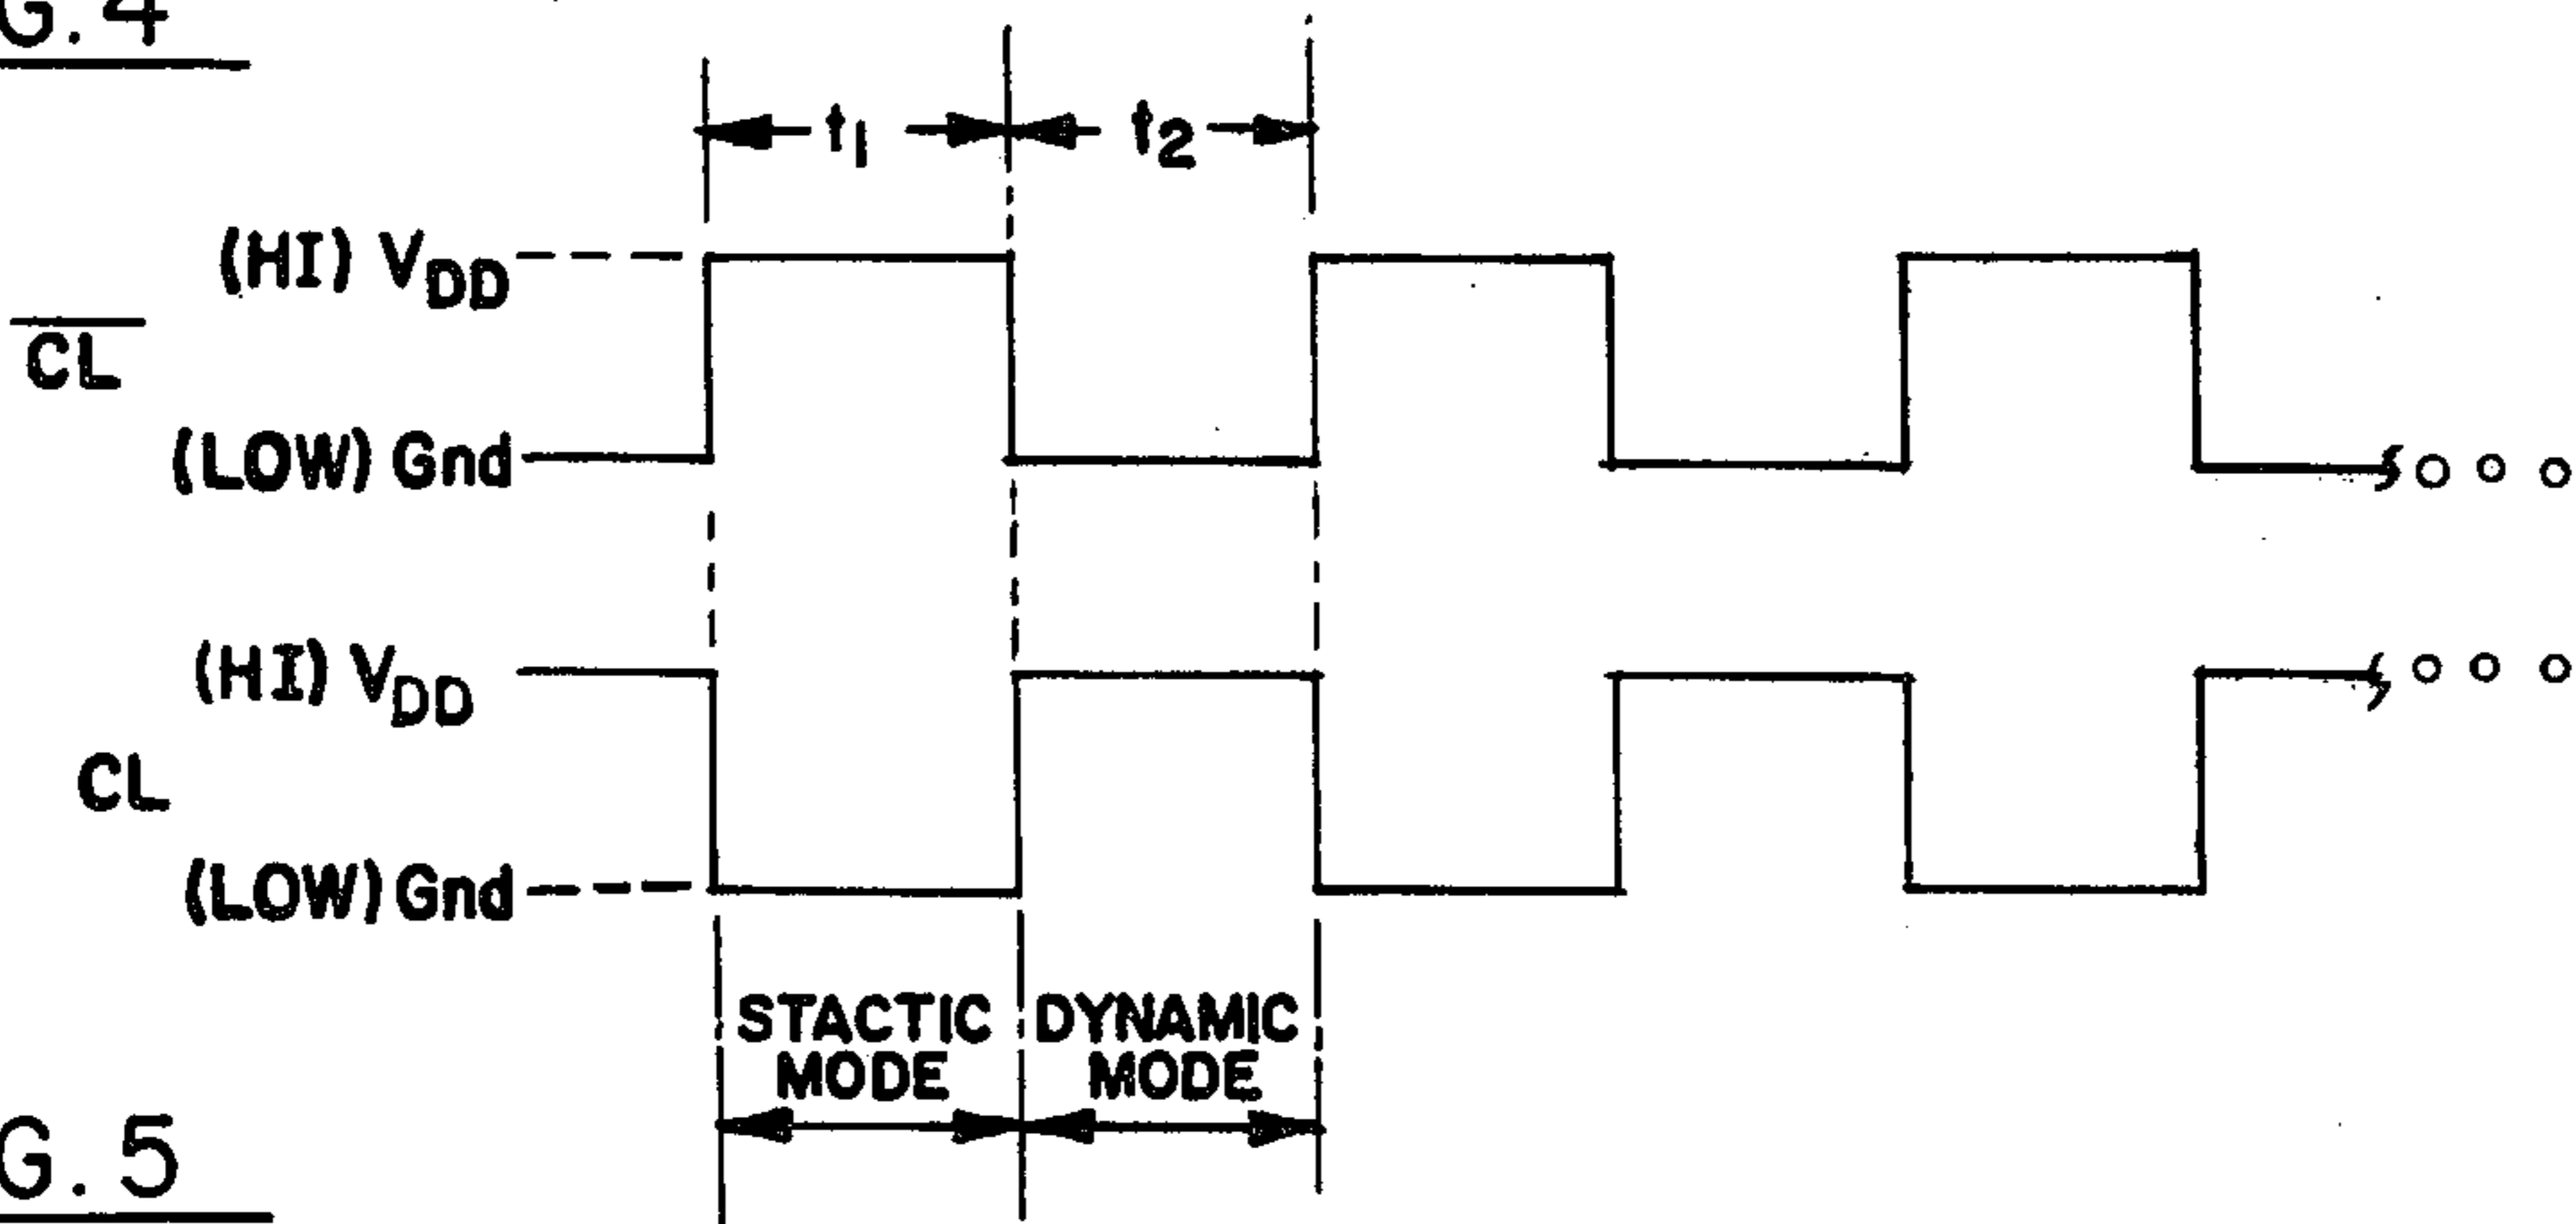 G.4
t1 t2
(HI) VDD
CL
(LOW) Gnd
(HI) VDD
CL
(LOW) Gnd
STACTIC DYNAMIC
MODE MODE
G.5